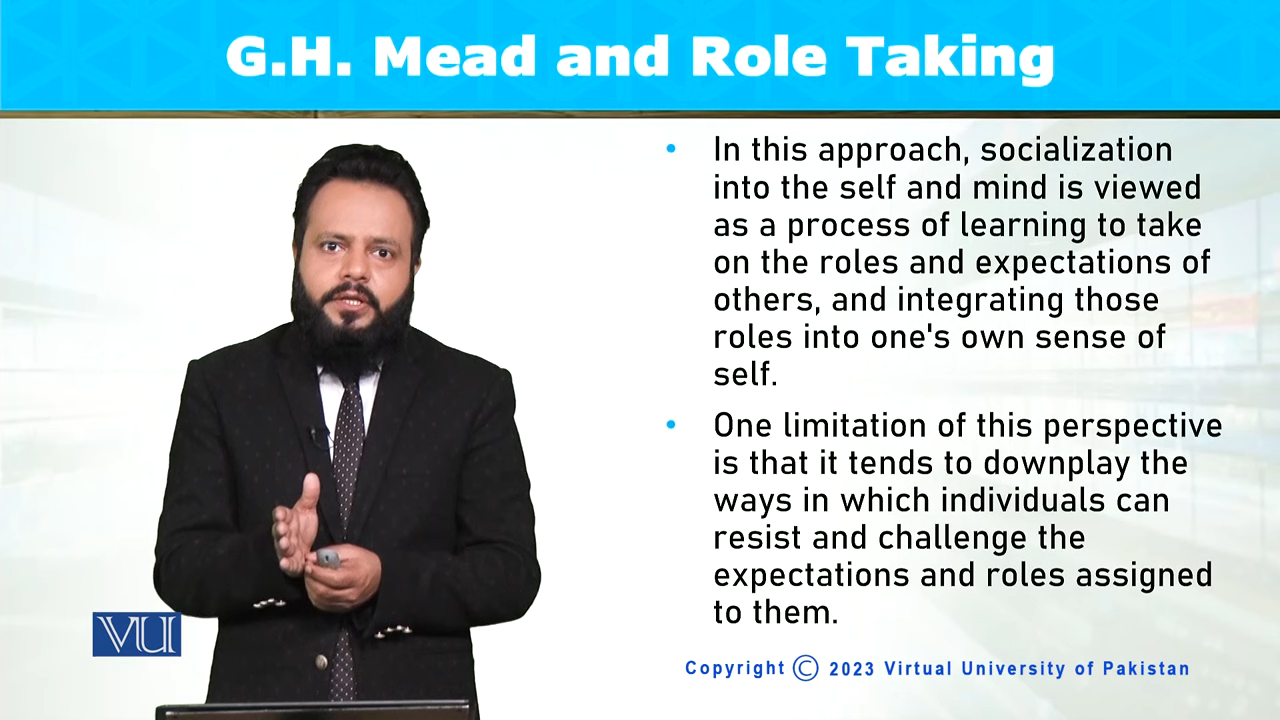 G.H. Mead and Role Taking
• In this approach, socialization
into the self and mind is viewed
as a process of learning to take
on the roles and expectations of
others, and integrating those
roles into one's own sense of
self.
• One limitation of this perspective
is that it tends to downplay the
ways in which individuals can
resist and challenge the
expectations and roles assigned
to them.
VU
Copyright © 2023 Virtual University of Pakistan